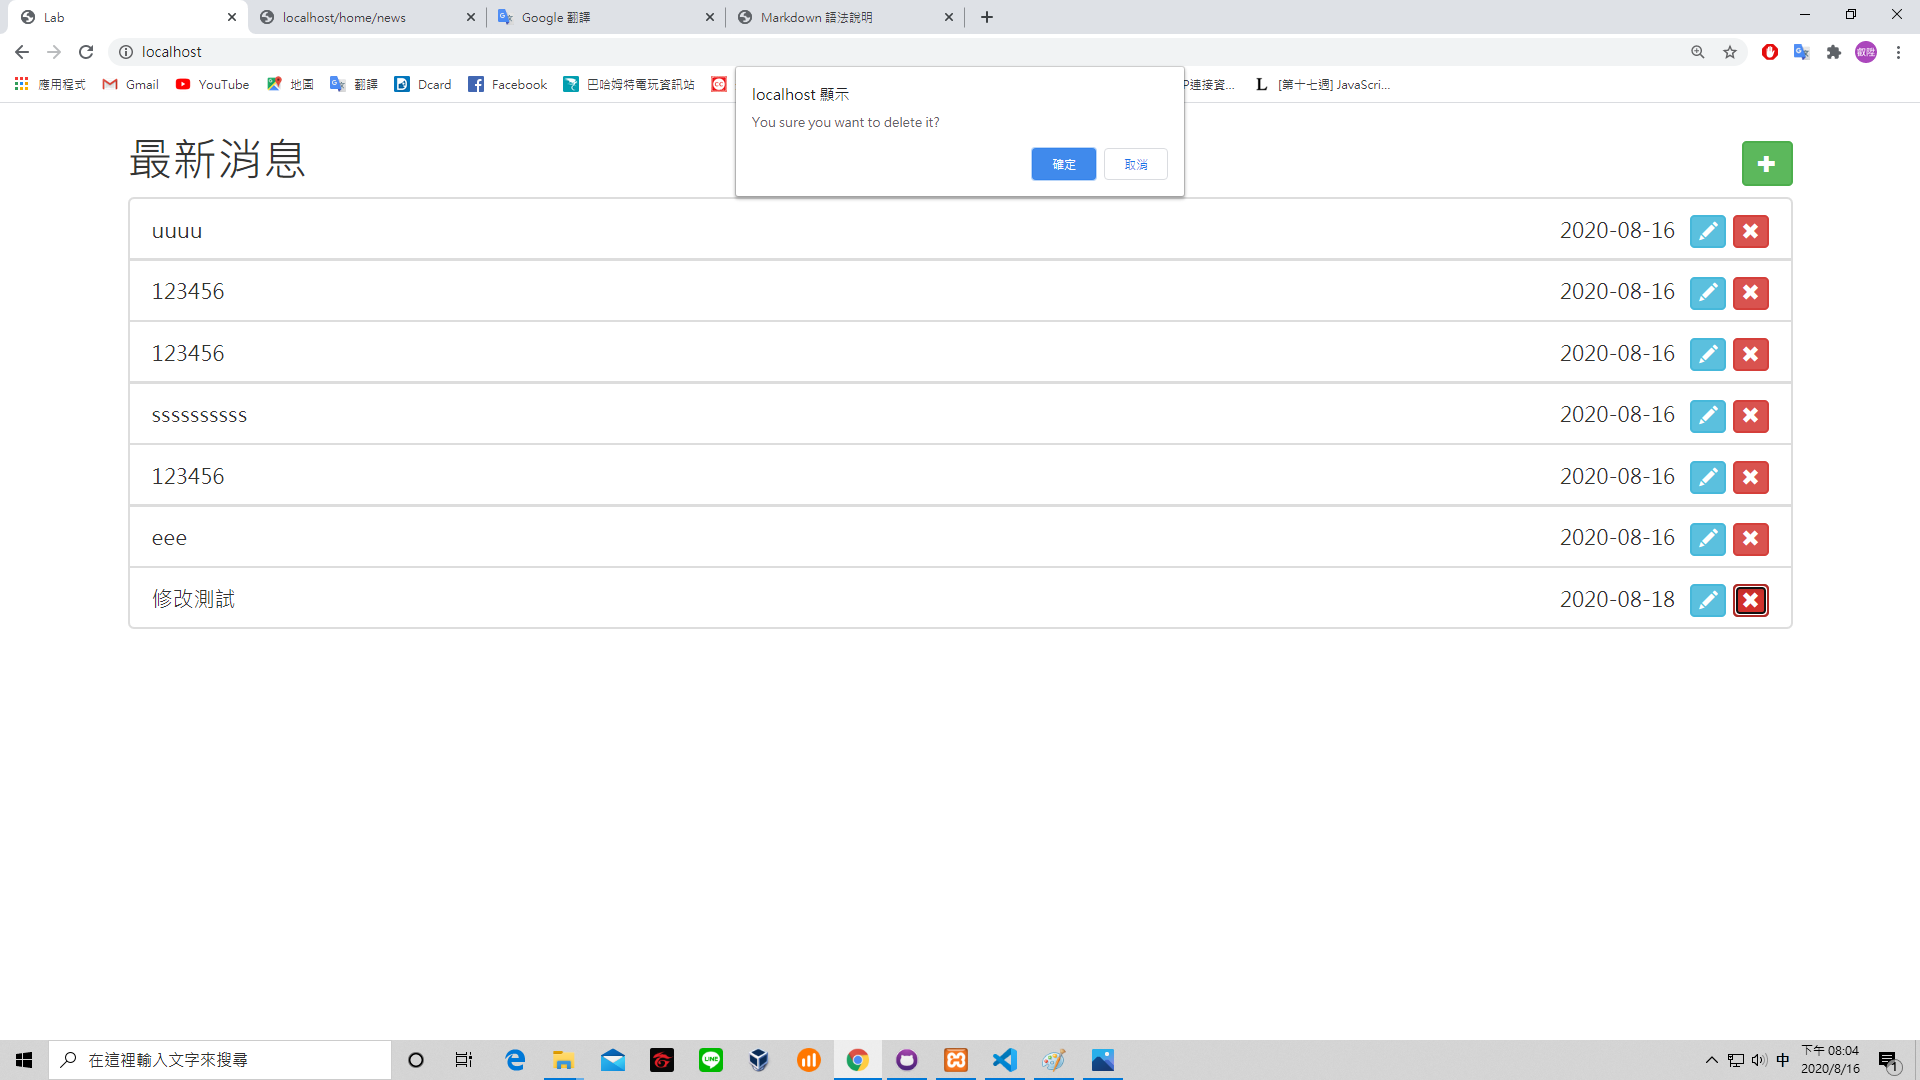 Lab
localhost/home/news
Google 翻譯
Markdown 語法說明
localhost
叡陞
應用程式
Gmail
YouTube
地圖
翻譯
Dcard
Facebook
巴哈姆特電玩資訊站
P連接資...
[第十七週] JavaScri...
localhost 顯示
You sure you want to delete it?
確定
取消
最新消息
uuuu 2020-08-16
123456 2020-08-16
123456 2020-08-16
ssssssssss 2020-08-16
123456 2020-08-16
eee 2020-08-16
修改測試 2020-08-18
在這裡輸入文字來搜尋
LINE
中
下午 08:04
2020/8/16
1